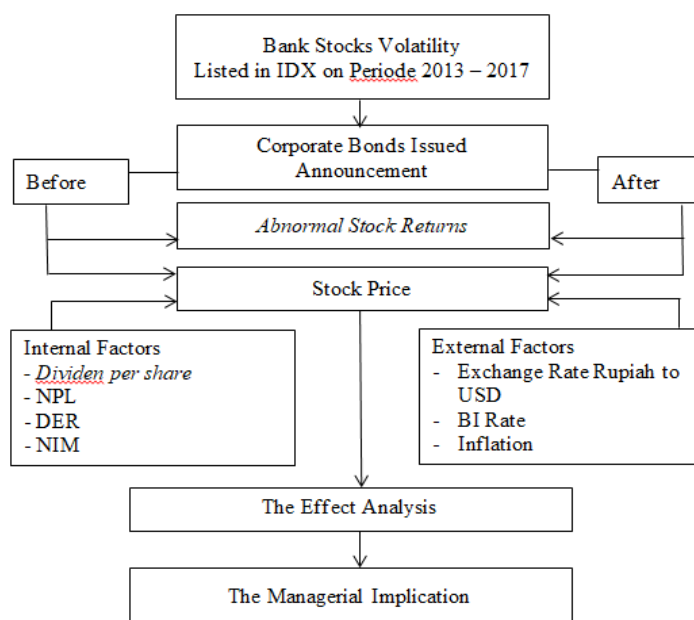 Bank Stocks Volatility
Listed in IDX on Periode 2013 – 2017
Corporate Bonds Issued
Announcement
Before
After
Abnormal Stock Returns
Stock Price
Internal Factors
- Dividen per share
- NPL
- DER
- NIM
External Factors
- Exchange Rate Rupiah to
USD
- BI Rate
- Inflation
The Effect Analysis
The Managerial Implication